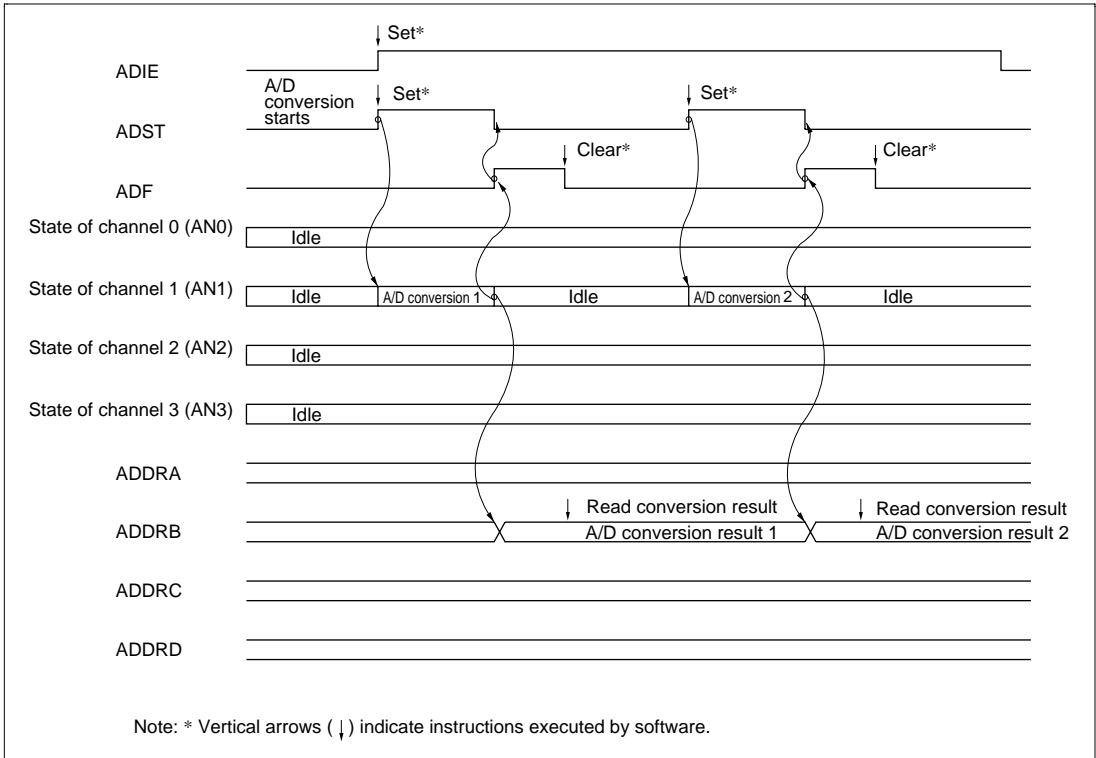 Set*
ADIE
A/D
conversion
starts
Set*
Set*
ADST
Clear*
Clear*
ADF
State of channel 0 (AN0)
Idle
State of channel 1 (AN1)
Idle
A/D conversion 1
Idle
A/D conversion 2
Idle
State of channel 2 (AN2)
Idle
State of channel 3 (AN3)
Idle
ADDRA
Read conversion result
Read conversion result
ADDRB
A/D conversion result 1
A/D conversion result 2
ADDRC
ADDRD
Note: * Vertical arrows (↓) indicate instructions executed by software.